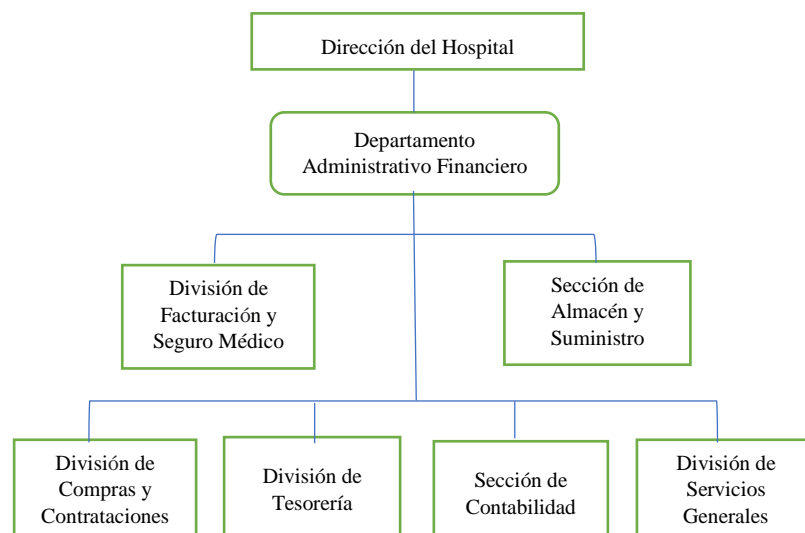 Dirección del Hospital
Departamento
Administrativo Financiero
División de
Facturación y
Seguro Médico
Sección de
Almacén y
Suministro
División de
Compras y
Contrataciones
División de
Tesorería
Sección de
Contabilidad
División de
Servicios
Generales